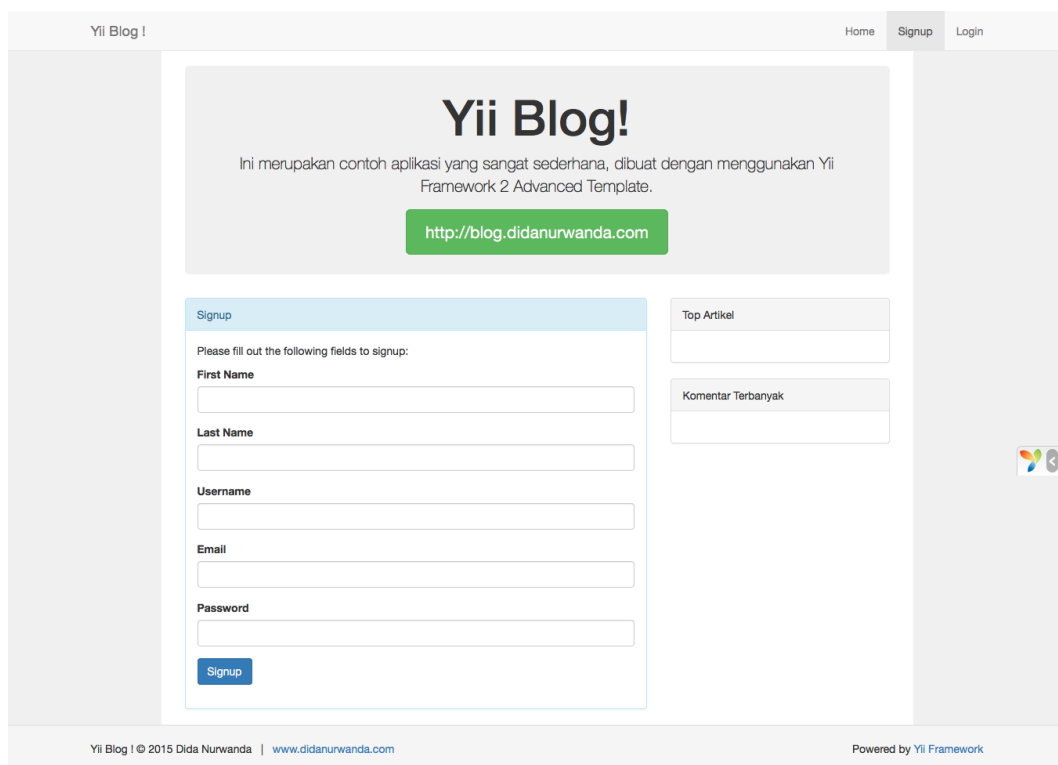 Yii Blog !
Home Signup Login
Yii Blog!
Ini merupakan contoh aplikasi yang sangat sederhana, dibuat dengan menggunakan Yii
Framework 2 Advanced Template.
http://blog.didanurwanda.com
Signup
Please fill out the following fields to signup:
First Name
Last Name
Username
Email
Password
Signup
Top Artikel
Komentar Terbanyak
Yii Blog ! © 2015 Dida Nurwanda | www.didanurwanda.com
Powered by Yii Framework